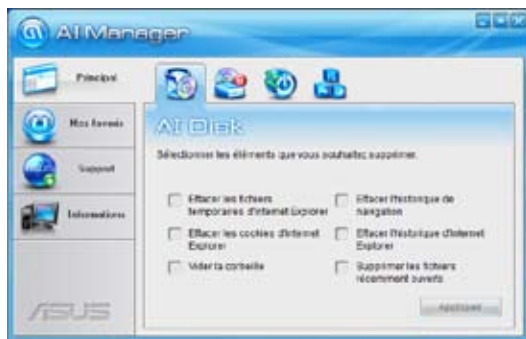 AI Manager
Principal
Mes favoris
Support
Informations
AI Disk
Sélectionner les éléments que vous souhaitez supprimer.
Effacer les fichiers
temporaires d'Internet Explorer
Effacer l'historique de
navigation
Effacer les cookies d'Internet
Explorer
Effacer l'historique d'Internet
Explorer
Vider la corbeille
Supprimer les fichiers
récemment ouverts
Appliquer
ASUS